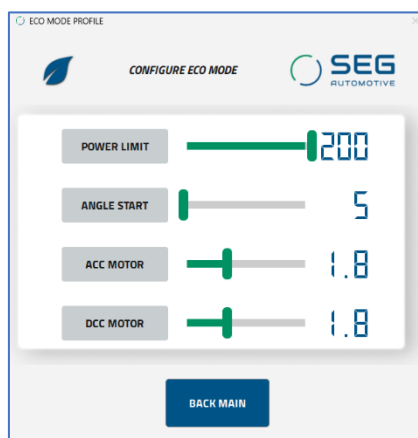 ECO MODE PROFILE
CONFIGURE ECO MODE
SEG
AUTOMOTIVE
POWER LIMIT 200
ANGLE START 5
ACC MOTOR 1.8
DCC MOTOR 1.8
BACK MAIN